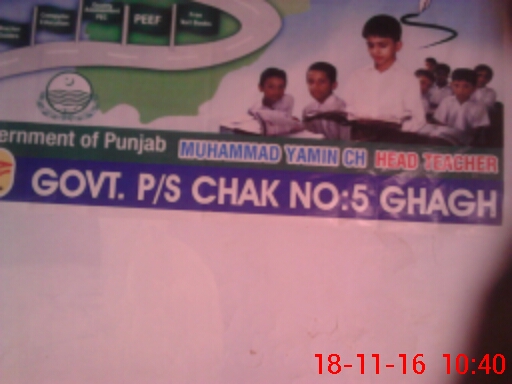 PEEF
ernment of Punjab
MUHAMMAD YAMIN CH HEAD TEACHER
GOVT. P/S CHAK NO:5 GHAGH
18-11-16 10:40